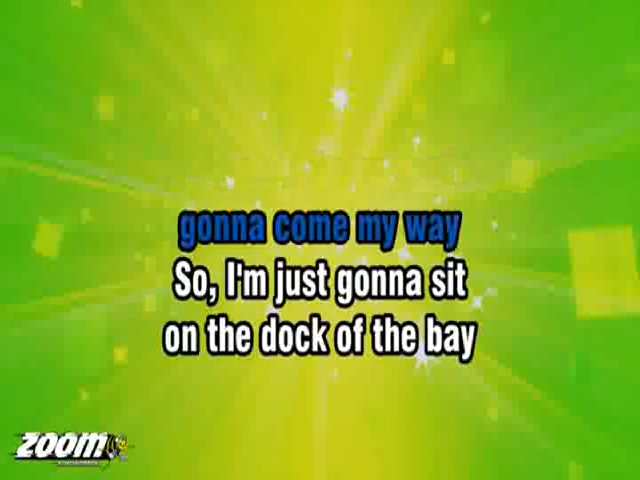 gonna come my way
So, I'm just gonna sit
on the dock of the bay
ZOOM